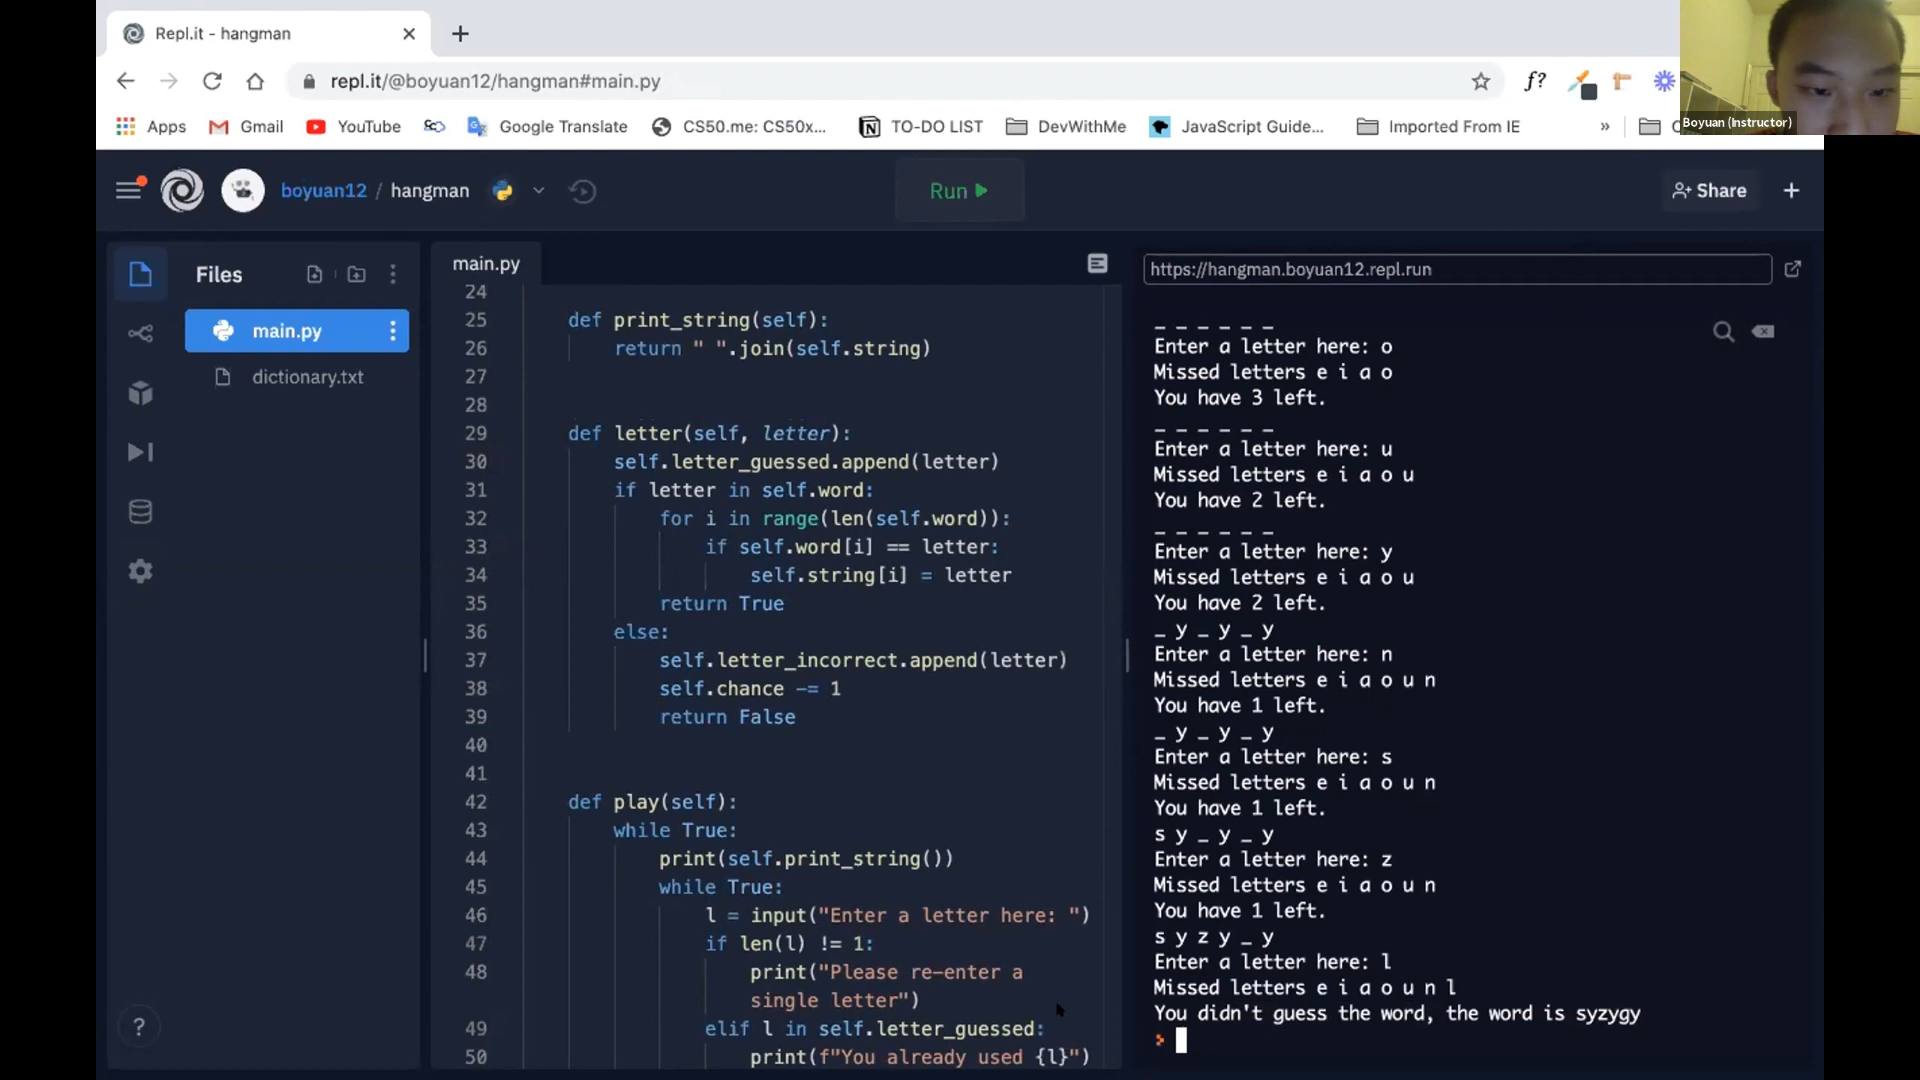 Repl.it - hangman
repl.it/@boyuan12/hangman#main.py
f?
Apps
Gmail
YouTube
Google Translate
CS50.me: CS50x...
TO-DO LIST
DevWithMe
JavaScript Guide...
Imported From IE
»
Boyuan (Instructor)
boyuan12 / hangman
Run
Share
Files
main.py
dictionary.txt
main.py
24
25 def print_string(self):
26 return " ".join(self.string)
27
28
29 def letter(self, letter):
30 self.letter_guessed.append(letter)
31 if letter in self.word:
32 for i in range(len(self.word)):
33 if self.word[i] == letter:
34 self.string[i] = letter
35 return True
36 else:
37 self.letter_incorrect.append(letter)
38 self.chance -= 1
39 return False
40
41
42 def play(self):
43 while True:
44 print(self.print_string())
45 while True:
46 l = input("Enter a letter here: ")
47 if len(l) != 1:
48 print("Please re-enter a
single letter")
49 elif l in self.letter_guessed:
50 print(f"You already used {l}")
https://hangman.boyuan12.repl.run
_ _ _ _ _ _
Enter a letter here: o
Missed letters e i a o
You have 3 left.
_ _ _ _ _ _
Enter a letter here: u
Missed letters e i a o u
You have 2 left.
_ _ _ _ _ _
Enter a letter here: y
Missed letters e i a o u
You have 2 left.
_ y _ y _ y
Enter a letter here: n
Missed letters e i a o u n
You have 1 left.
_ y _ y _ y
Enter a letter here: s
Missed letters e i a o u n
You have 1 left.
s y _ y _ y
Enter a letter here: z
Missed letters e i a o u n
You have 1 left.
s y z y _ y
Enter a letter here: l
Missed letters e i a o u n l
You didn't guess the word, the word is syzygy
?